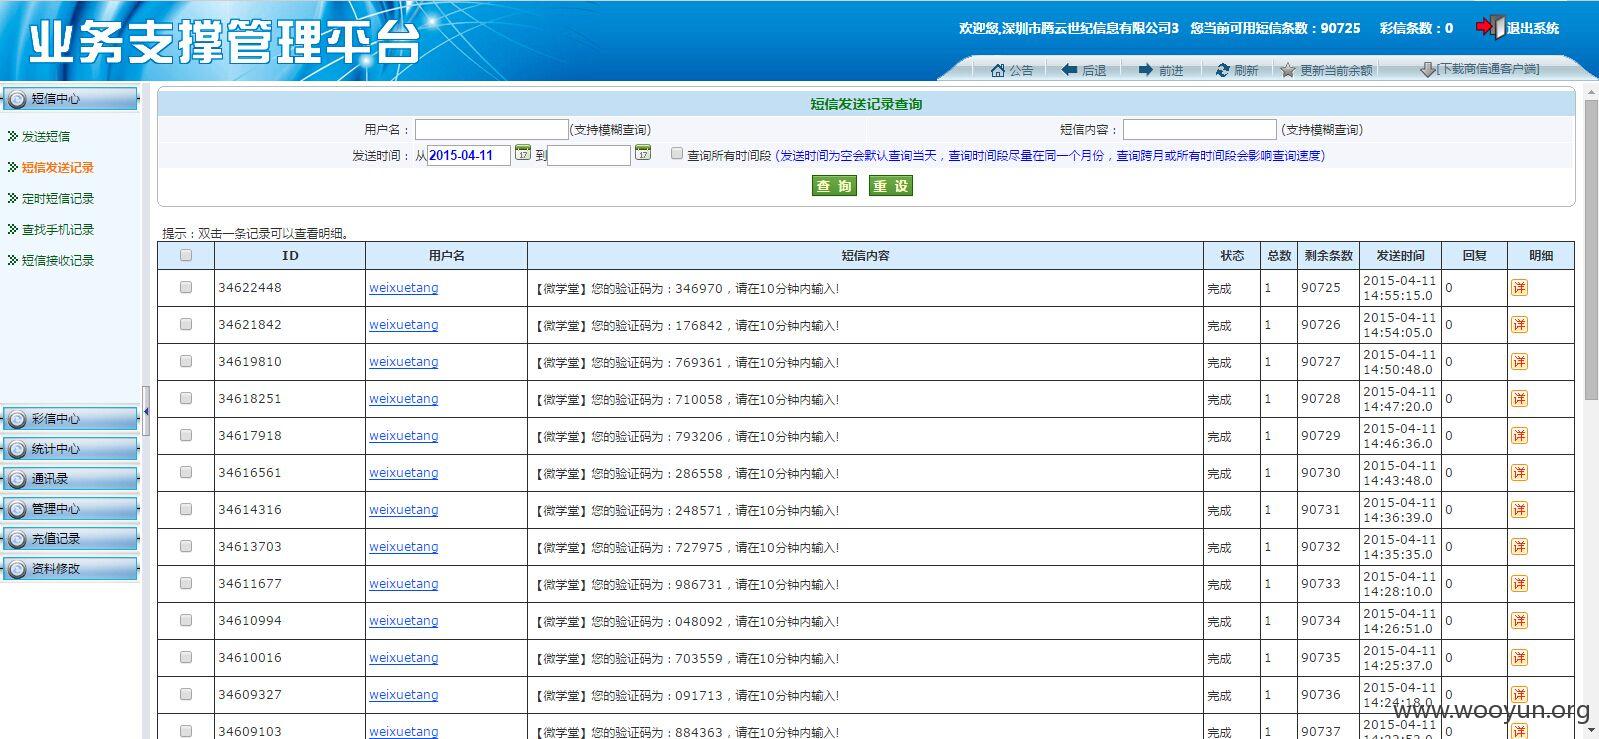 业务支撑管理平台
欢迎您,深圳市腾云世纪信息有限公司3 您当前可用短信条数：90725 彩信条数：0 退出系统
公告 后退 前进 刷新 更新当前余额 [下载商信通客户端]
短信中心
发送短信
短信发送记录
定时短信记录
查找手机记录
短信接收记录
彩信中心
统计中心
通讯录
管理中心
充值记录
资料修改
短信发送记录查询
用户名： (支持模糊查询) 短信内容： (支持模糊查询)
发送时间：从 2015-04-11 到 查询所有时间段 (发送时间为空会默认查询当天，查询时间段尽量在同一个月份，查询跨月或所有时间段会影响查询速度)
查 询 重 设
提示：双击一条记录可以查看明细。
ID 用户名 短信内容 状态 总数 剩余条数 发送时间 回复 明细
34622448 weixuetang 【微学堂】您的验证码为：346970，请在10分钟内输入! 完成 1 90725 2015-04-11 14:55:15.0 0 详
34621842 weixuetang 【微学堂】您的验证码为：176842，请在10分钟内输入! 完成 1 90726 2015-04-11 14:54:05.0 0 详
34619810 weixuetang 【微学堂】您的验证码为：769361，请在10分钟内输入! 完成 1 90727 2015-04-11 14:50:48.0 0 详
34618251 weixuetang 【微学堂】您的验证码为：710058，请在10分钟内输入! 完成 1 90728 2015-04-11 14:47:20.0 0 详
34617918 weixuetang 【微学堂】您的验证码为：793206，请在10分钟内输入! 完成 1 90729 2015-04-11 14:46:36.0 0 详
34616561 weixuetang 【微学堂】您的验证码为：286558，请在10分钟内输入! 完成 1 90730 2015-04-11 14:43:48.0 0 详
34614316 weixuetang 【微学堂】您的验证码为：248571，请在10分钟内输入! 完成 1 90731 2015-04-11 14:36:39.0 0 详
34613703 weixuetang 【微学堂】您的验证码为：727975，请在10分钟内输入! 完成 1 90732 2015-04-11 14:35:35.0 0 详
34611677 weixuetang 【微学堂】您的验证码为：986731，请在10分钟内输入! 完成 1 90733 2015-04-11 14:28:10.0 0 详
34610994 weixuetang 【微学堂】您的验证码为：048092，请在10分钟内输入! 完成 1 90734 2015-04-11 14:26:51.0 0 详
34610016 weixuetang 【微学堂】您的验证码为：703559，请在10分钟内输入! 完成 1 90735 2015-04-11 14:25:37.0 0 详
34609327 weixuetang 【微学堂】您的验证码为：091713，请在10分钟内输入! 完成 1 90736 2015-04-11 14:24:18.0 0 详
34609103 weixuetang 【微学堂】您的验证码为：884363，请在10分钟内输入! 完成 1 90737 2015-04-11 0 详
www.wooyun.org